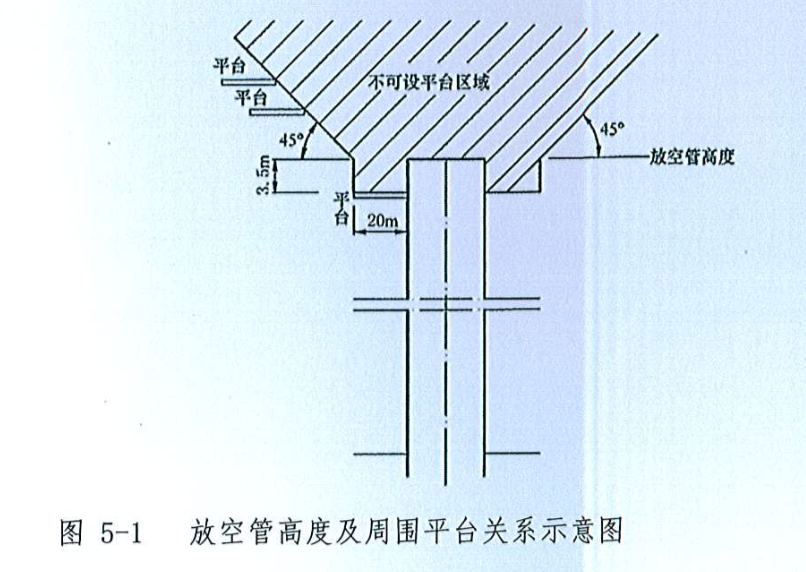 平台
不可设平台区域
平台
45°
45°
放空管高度
3.5m
平台
20m
图 5-1 放空管高度及周围平台关系示意图